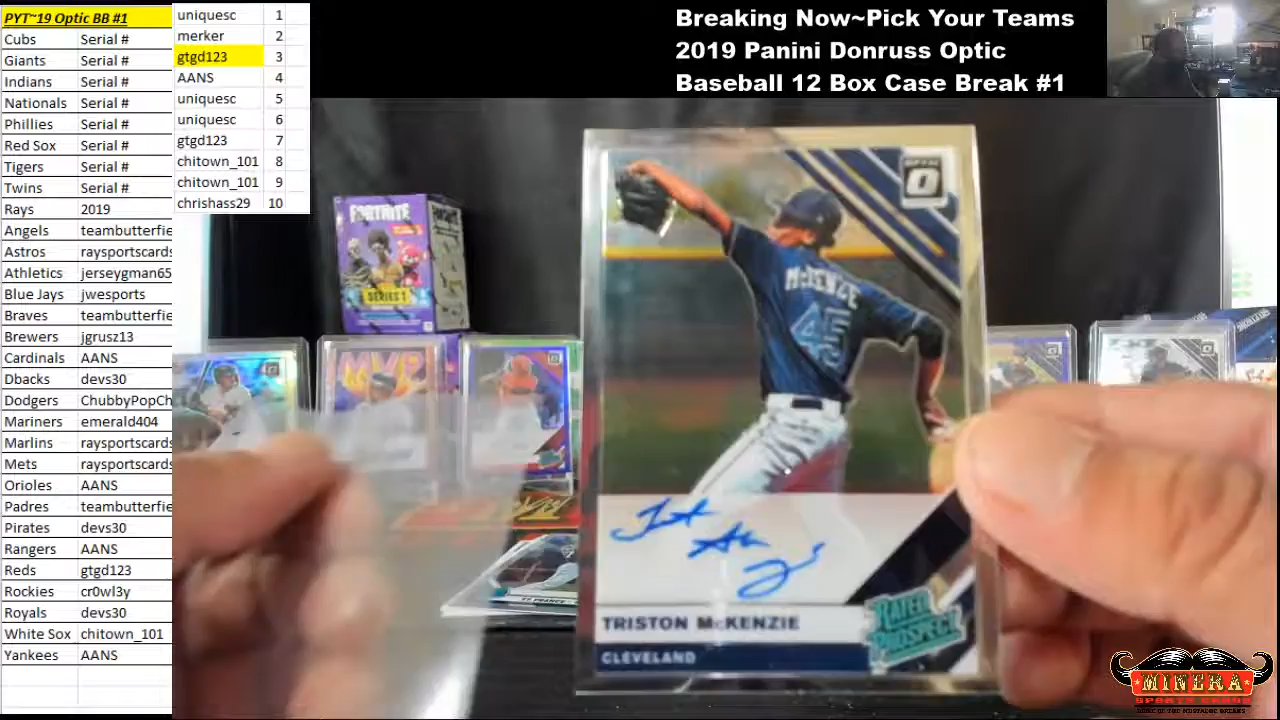 PYT~19 Optic BB #1
Cubs Serial #
Giants Serial #
Indians Serial #
Nationals Serial #
Phillies Serial #
Red Sox Serial #
Tigers Serial #
Twins Serial #
Rays 2019
Angels teambutterfie
Astros raysportscards
Athletics jerseygman65
Blue Jays jwesports
Braves teambutterfie
Brewers jgrusz13
Cardinals AANS
Dbacks devs30
Dodgers ChubbyPopCh
Mariners emerald404
Marlins raysportscards
Mets raysportscards
Orioles AANS
Padres teambutterfie
Pirates devs30
Rangers AANS
Reds gtgd123
Rockies cr0wl3y
Royals devs30
White Sox chitown_101
Yankees AANS
uniquesc 1
merker 2
gtgd123 3
AANS 4
uniquesc 5
uniquesc 6
gtgd123 7
chitown_101 8
chitown_101 9
chrishass29 10
Breaking Now~Pick Your Teams
2019 Panini Donruss Optic
Baseball 12 Box Case Break #1
FORTNITE
SERIES 1
MVP
OPTIC
McKENZIE
45
TRISTON McKENZIE
CLEVELAND
RATED
PROSPECT
MINERA
SPORTS CARDS